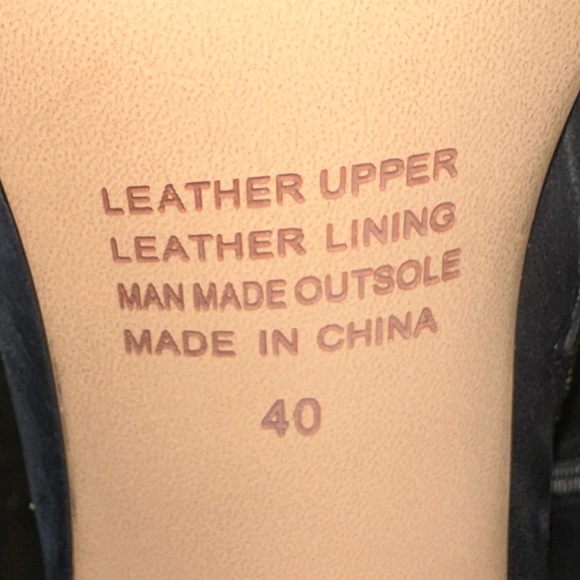 LEATHER UPPER
LEATHER LINING
MAN MADE OUTSOLE
MADE IN CHINA
40